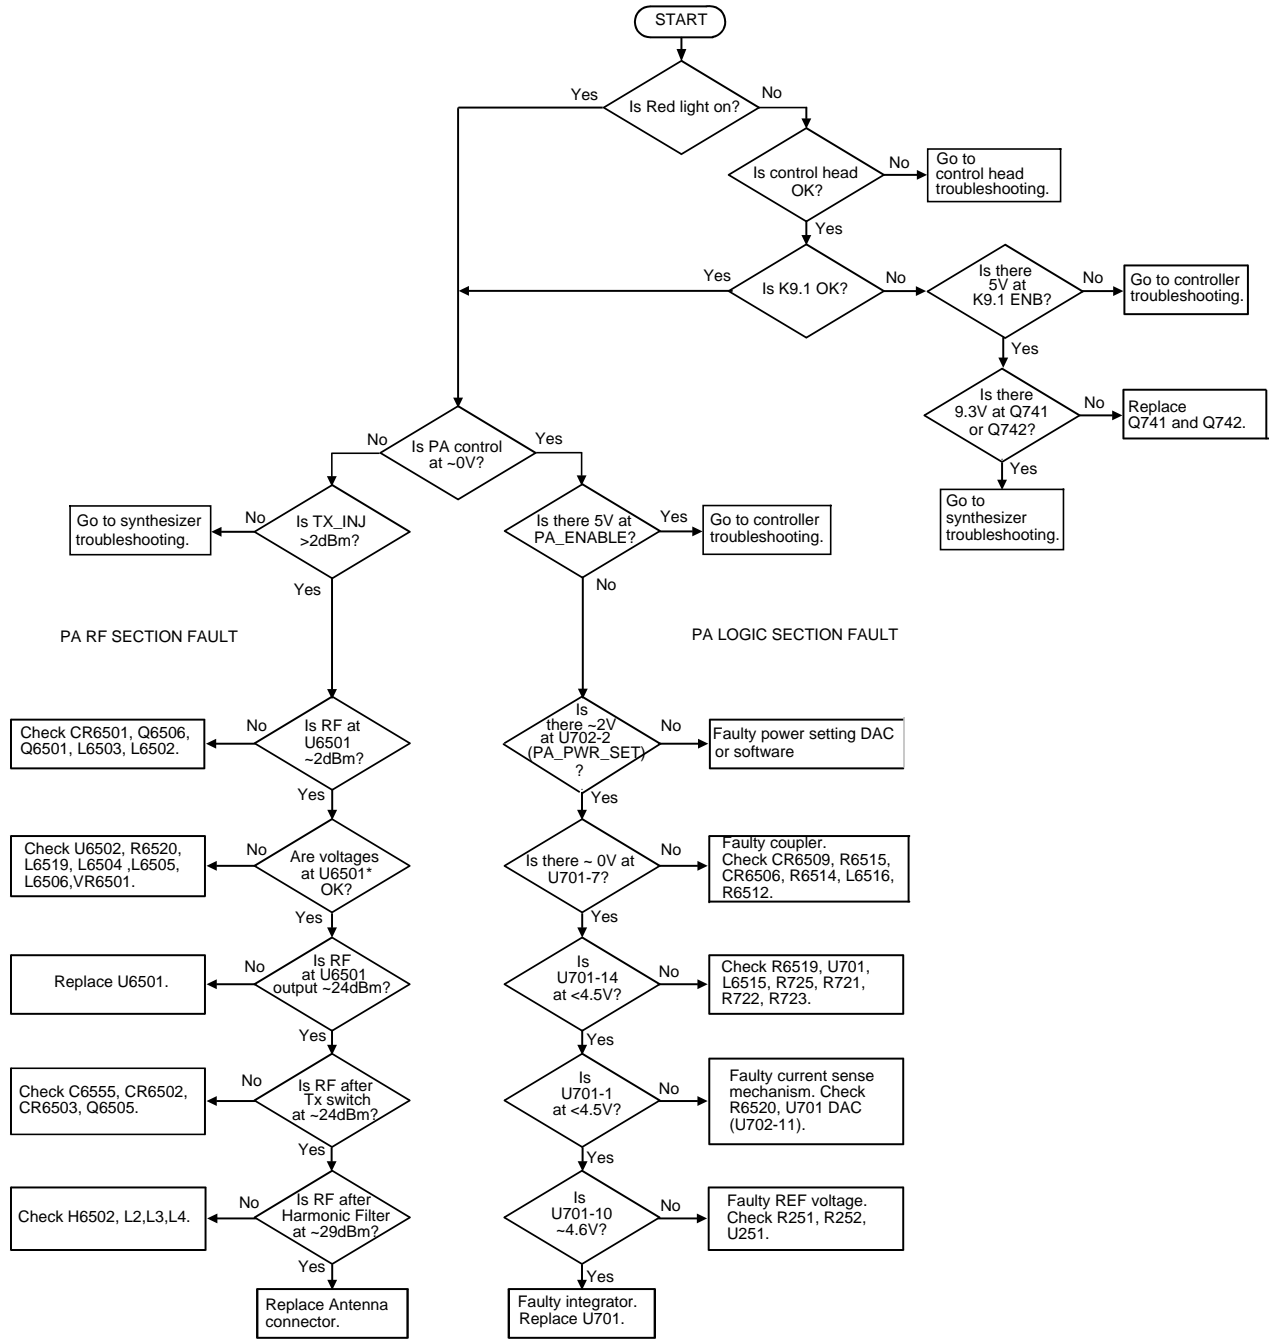 START
Is Red light on?
Yes
No
Is control head
OK?
No
Go to
control head
troubleshooting.
Yes
Is K9.1 OK?
Yes
No
Is there
5V at
K9.1 ENB?
No
Go to controller
troubleshooting.
Yes
Is there
9.3V at Q741
or Q742?
No
Replace
Q741 and Q742.
Yes
Go to
synthesizer
troubleshooting.
Is PA control
at ~0V?
No
Yes
Is TX_INJ
>2dBm?
No
Go to synthesizer
troubleshooting.
Yes
Is there 5V at
PA_ENABLE?
Yes
Go to controller
troubleshooting.
No
PA RF SECTION FAULT
PA LOGIC SECTION FAULT
Is RF at
U6501
~2dBm?
No
Check CR6501, Q6506,
Q6501, L6503, L6502.
Yes
Is
there ~2V
at U702-2
(PA_PWR_SET)
?
No
Faulty power setting DAC
or software
Yes
Are voltages
at U6501*
OK?
No
Check U6502, R6520,
L6519, L6504 ,L6505,
L6506,VR6501.
Yes
Is there ~ 0V at
U701-7?
No
Faulty coupler.
Check CR6509, R6515,
CR6506, R6514, L6516,
R6512.
Yes
Is RF
at U6501
output ~24dBm?
No
Replace U6501.
Yes
Is
U701-14
at <4.5V?
No
Check R6519, U701,
L6515, R725, R721,
R722, R723.
Yes
Is RF after
Tx switch
at ~24dBm?
No
Check C6555, CR6502,
CR6503, Q6505.
Yes
Is
U701-1
at <4.5V?
No
Faulty current sense
mechanism. Check
R6520, U701 DAC
(U702-11).
Yes
Is RF after
Harmonic Filter
at ~29dBm?
No
Check H6502, L2,L3,L4.
Yes
Replace Antenna
connector.
Is
U701-10
~4.6V?
No
Faulty REF voltage.
Check R251, R252,
U251.
Yes
Faulty integrator.
Replace U701.